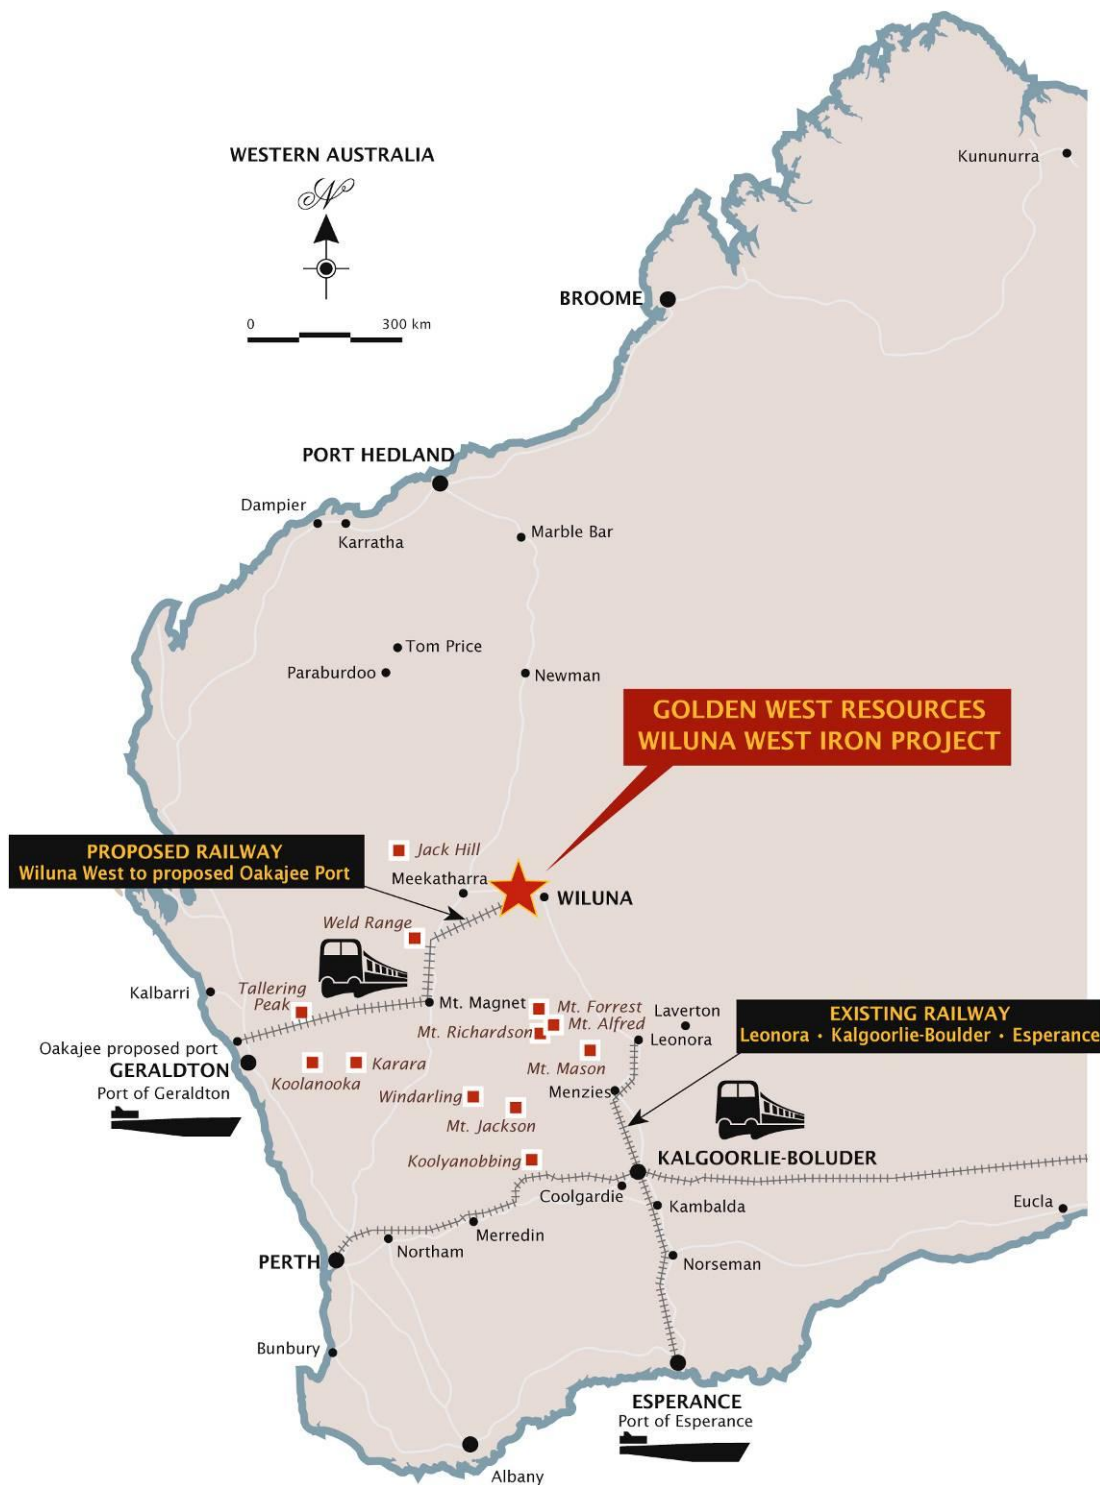 WESTERN AUSTRALIA
N
0 300 km
Kununurra
BROOME
PORT HEDLAND
Dampier
Karratha
Marble Bar
Tom Price
Paraburdoo
Newman
GOLDEN WEST RESOURCES
WILUNA WEST IRON PROJECT
PROPOSED RAILWAY
Wiluna West to proposed Oakajee Port
Jack Hill
Meekatharra
WILUNA
Weld Range
Kalbarri
Tallering
Peak
Mt. Magnet
Mt. Forrest
Mt. Alfred
Mt. Richardson
Laverton
Leonora
EXISTING RAILWAY
Leonora · Kalgoorlie-Boulder · Esperance
Oakajee proposed port
GERALDTON
Port of Geraldton
Koolanooka
Karara
Mt. Mason
Menzies
Windarling
Mt. Jackson
Koolyanobbing
KALGOORLIE-BOLUDER
Coolgardie
Kambalda
Eucla
Merredin
Northam
PERTH
Norseman
Bunbury
ESPERANCE
Port of Esperance
Albany